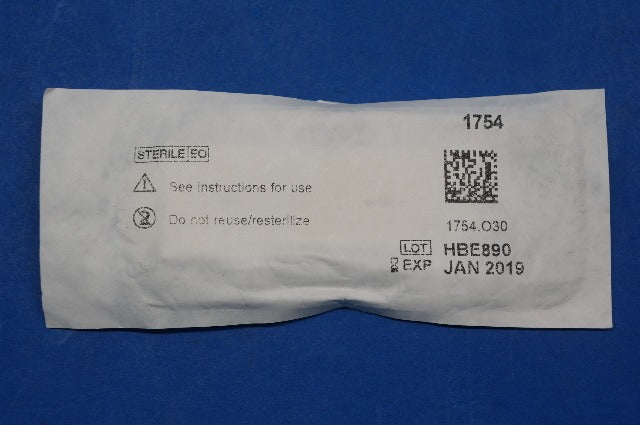 1754
STERILE EO
See instructions for use
Do not reuse/resterilize
1754.O30
LOT HBE890
EXP JAN 2019